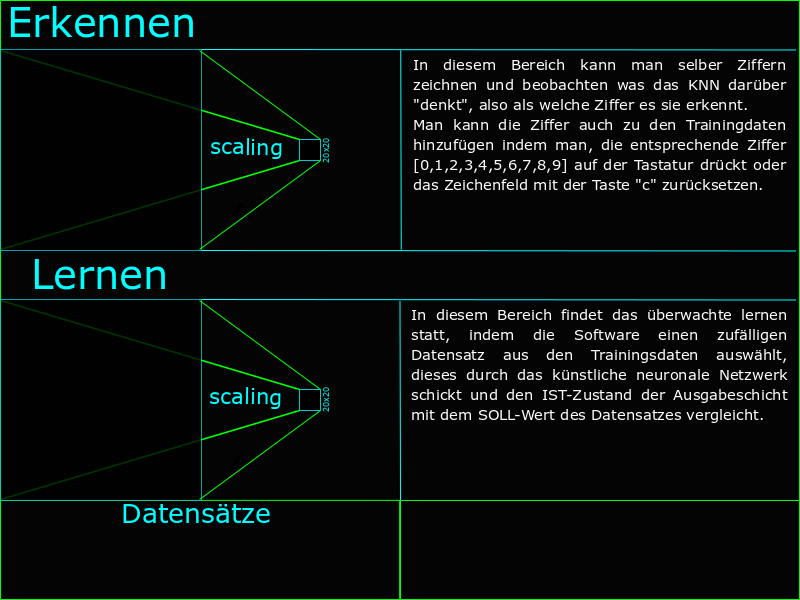 Erkennen
scaling
20x20
In diesem Bereich kann man selber Ziffern
zeichnen und beobachten was das KNN darüber
"denkt", also als welche Ziffer es sie erkennt.
Man kann die Ziffer auch zu den Trainingdaten
hinzufügen indem man, die entsprechende Ziffer
[0,1,2,3,4,5,6,7,8,9] auf der Tastatur drückt oder
das Zeichenfeld mit der Taste "c" zurücksetzen.
Lernen
scaling
20x20
In diesem Bereich findet das überwachte lernen
statt, indem die Software einen zufälligen
Datensatz aus den Trainingsdaten auswählt,
dieses durch das künstliche neuronale Netzwerk
schickt und den IST-Zustand der Ausgabeschicht
mit dem SOLL-Wert des Datensatzes vergleicht.
Datensätze